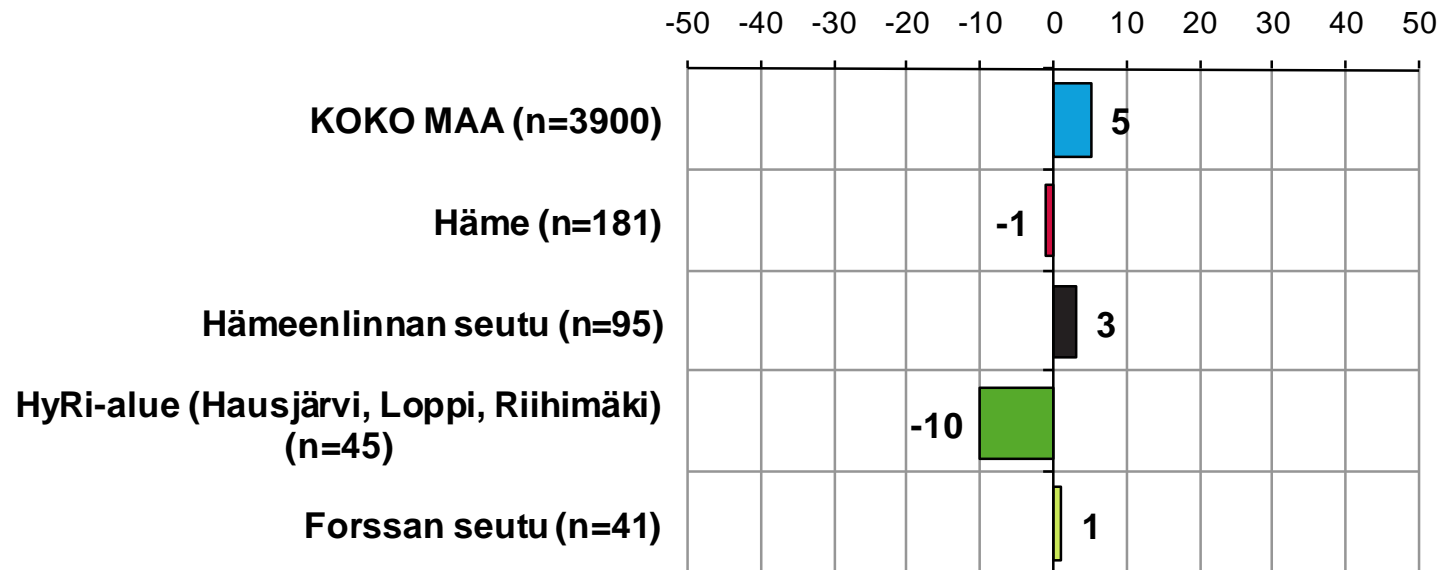 -50 -40 -30 -20 -10 0 10 20 30 40 50
KOKO MAA (n=3900) 5
Häme (n=181) -1
Hämeenlinnan seutu (n=95) 3
HyRi-alue (Hausjärvi, Loppi, Riihimäki)
(n=45) -10
Forssan seutu (n=41) 1